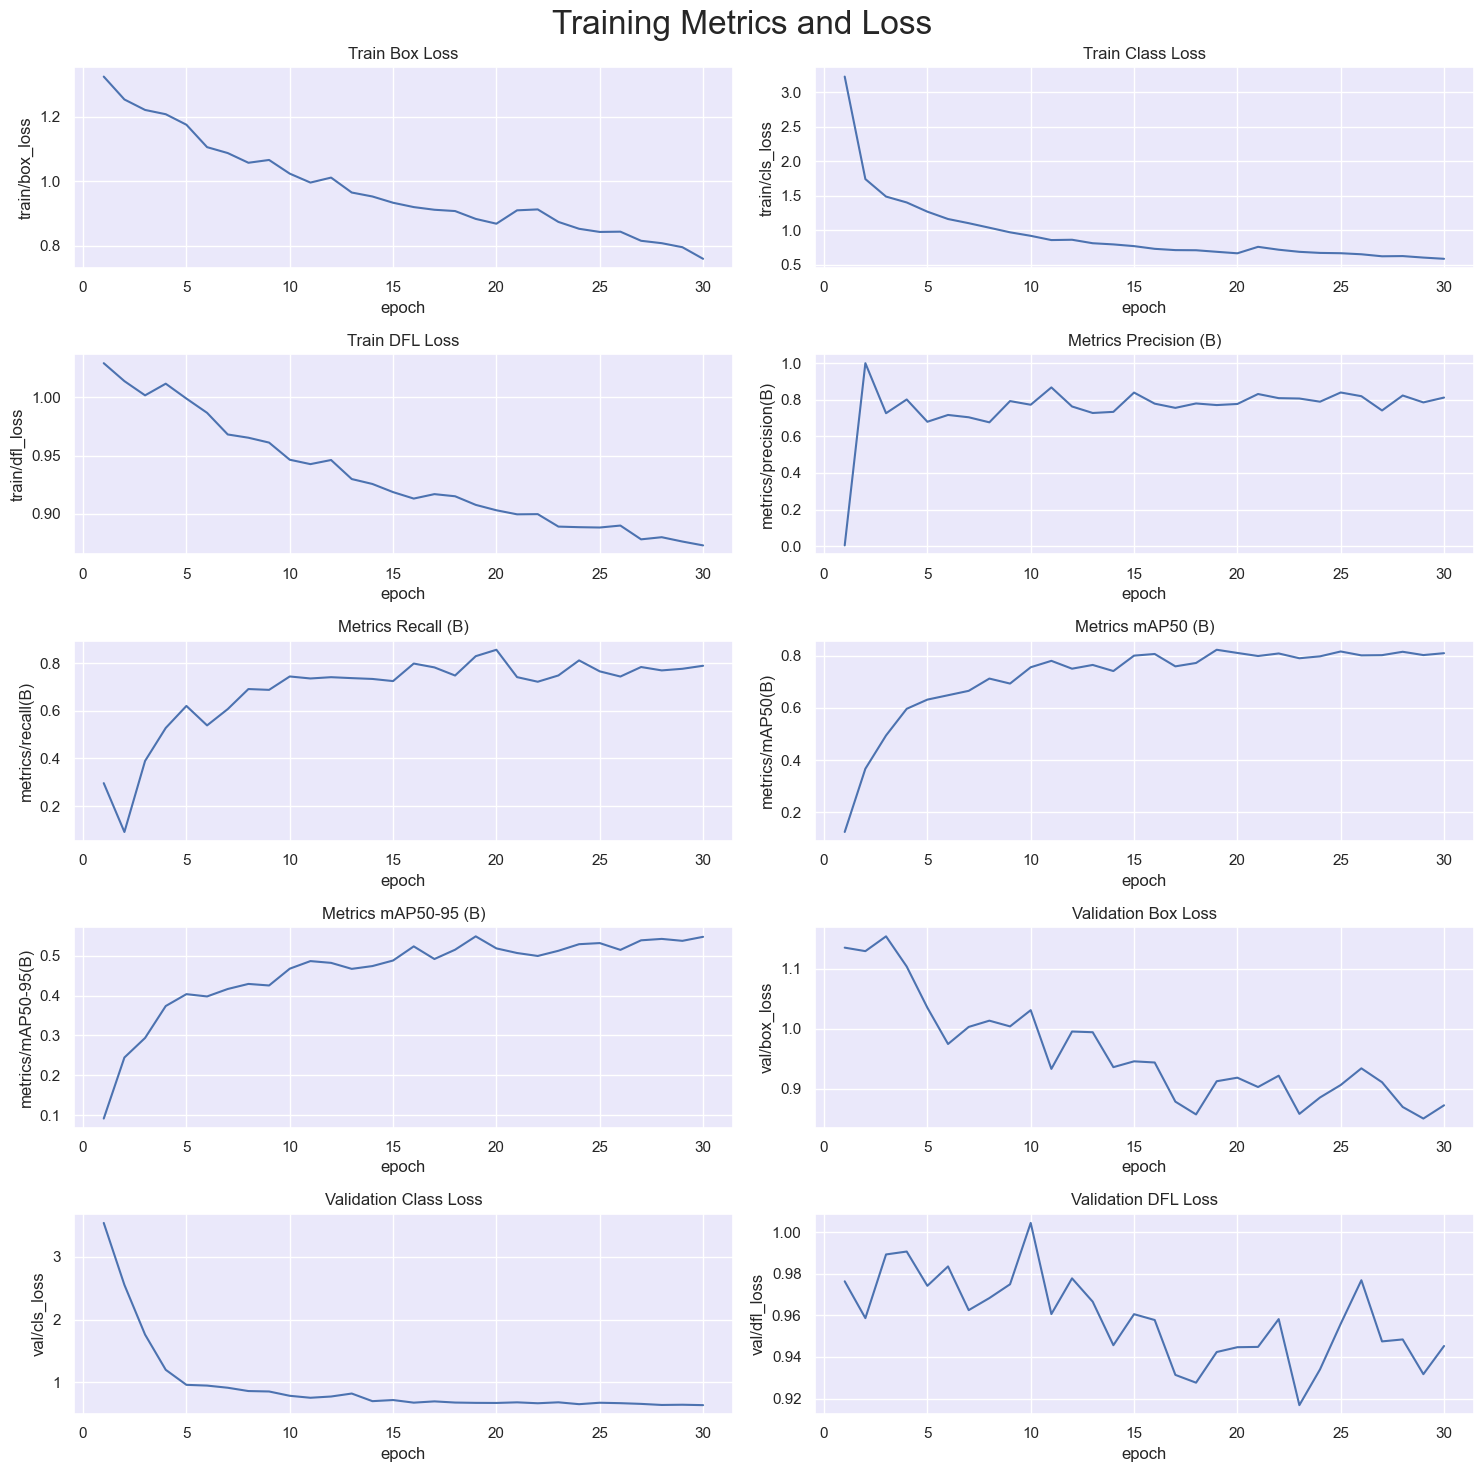 Training Metrics and Loss
Train Box Loss
train/box_loss
1.2
1.0
0.8
0 5 10 15 20 25 30
epoch
Train Class Loss
train/cls_loss
3.0
2.5
2.0
1.5
1.0
0.5
0 5 10 15 20 25 30
epoch
Train DFL Loss
train/dfl_loss
1.00
0.95
0.90
0 5 10 15 20 25 30
epoch
Metrics Precision (B)
metrics/precision(B)
1.0
0.8
0.6
0.4
0.2
0.0
0 5 10 15 20 25 30
epoch
Metrics Recall (B)
metrics/recall(B)
0.8
0.6
0.4
0.2
0 5 10 15 20 25 30
epoch
Metrics mAP50 (B)
metrics/mAP50(B)
0.8
0.6
0.4
0.2
0 5 10 15 20 25 30
epoch
Metrics mAP50-95 (B)
metrics/mAP50-95(B)
0.5
0.4
0.3
0.2
0.1
0 5 10 15 20 25 30
epoch
Validation Box Loss
val/box_loss
1.1
1.0
0.9
0 5 10 15 20 25 30
epoch
Validation Class Loss
val/cls_loss
3
2
1
0 5 10 15 20 25 30
epoch
Validation DFL Loss
val/dfl_loss
1.00
0.98
0.96
0.94
0.92
0 5 10 15 20 25 30
epoch